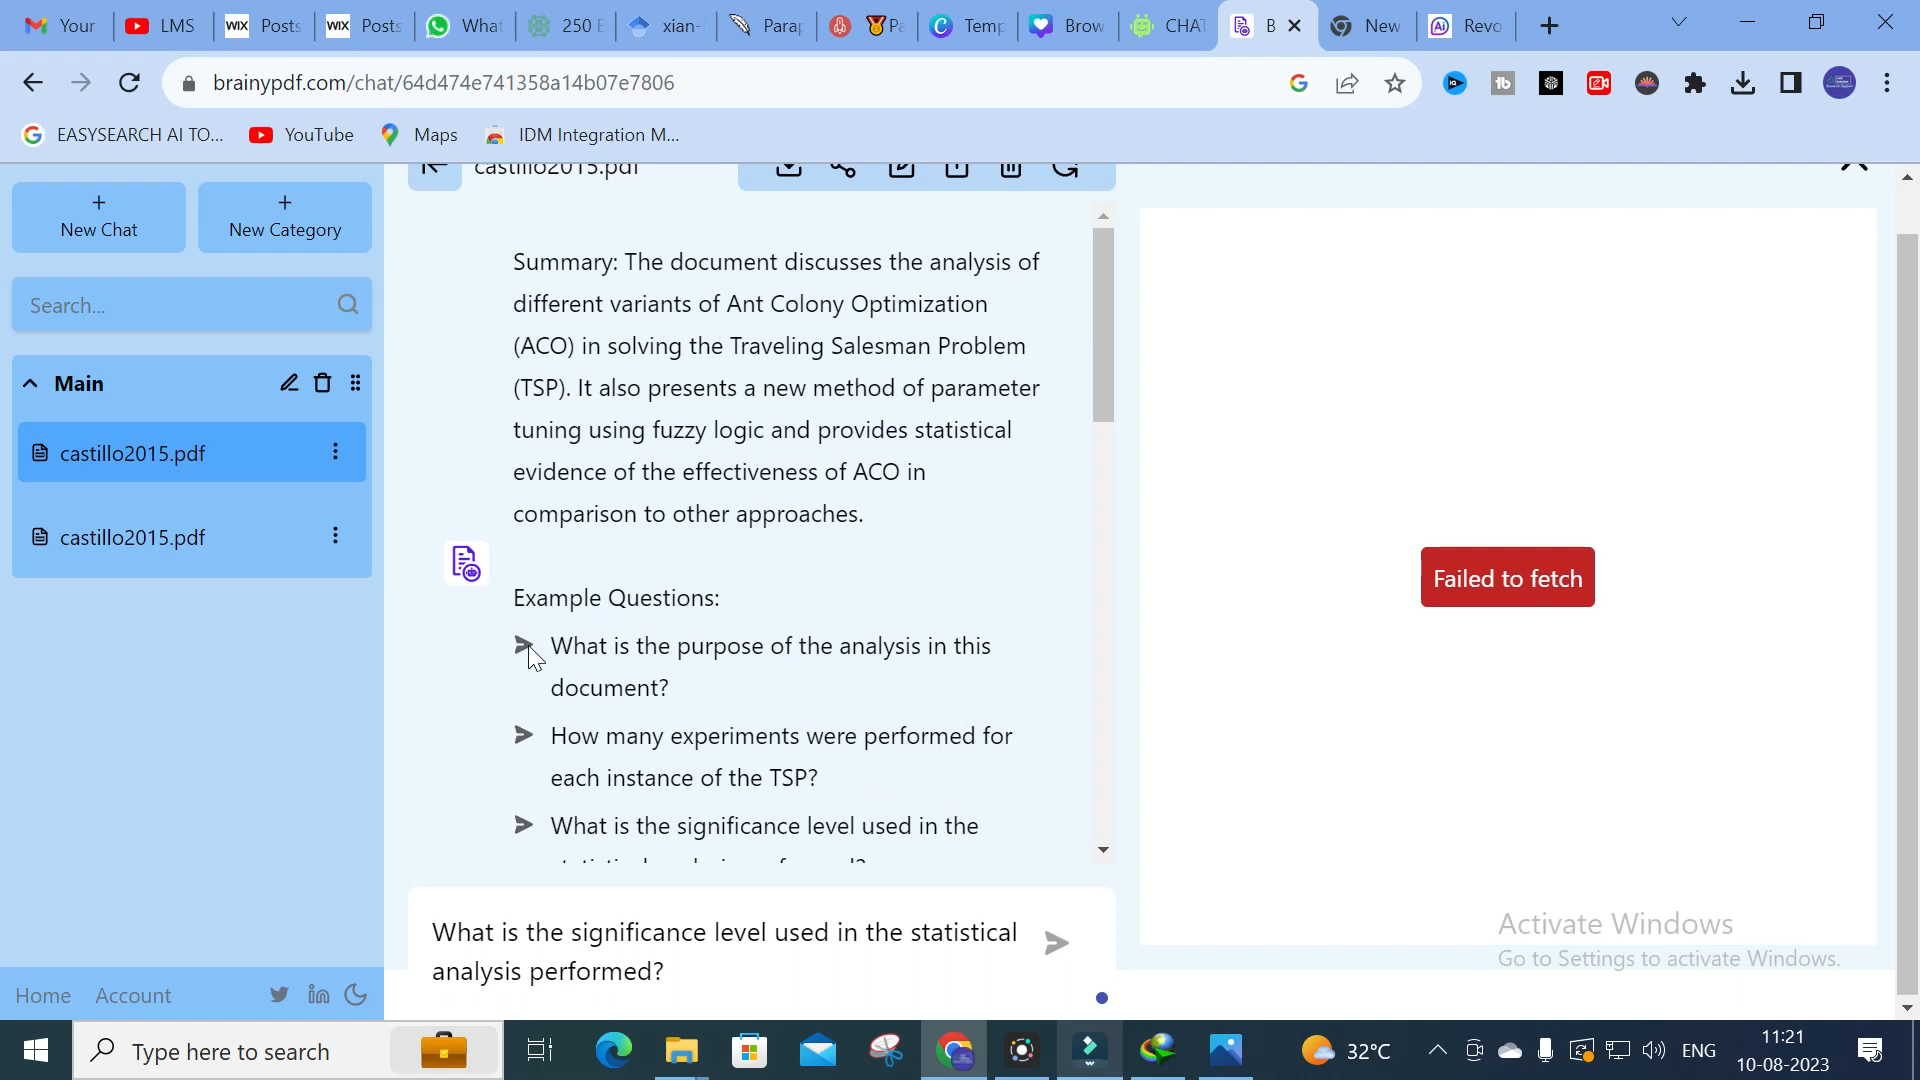 Your
LMS
WIX Posts
WIX Posts
What
250 E
xian-
Parap
Pa
Temp
Brow
CHAT
B
New
Revo
brainypdf.com/chat/64d474e741358a14b07e7806
EASYSEARCH AI TO...
YouTube
Maps
IDM Integration M...
+
New Chat
+
New Category
castillo2015.pdf
Search...
Main
castillo2015.pdf
castillo2015.pdf
Home
Account
Summary: The document discusses the analysis of
different variants of Ant Colony Optimization
(ACO) in solving the Traveling Salesman Problem
(TSP). It also presents a new method of parameter
tuning using fuzzy logic and provides statistical
evidence of the effectiveness of ACO in
comparison to other approaches.
Example Questions:
What is the purpose of the analysis in this
document?
How many experiments were performed for
each instance of the TSP?
What is the significance level used in the
What is the significance level used in the statistical
analysis performed?
Failed to fetch
Activate Windows
Go to Settings to activate Windows.
Type here to search
32°C
ENG
11:21
10-08-2023